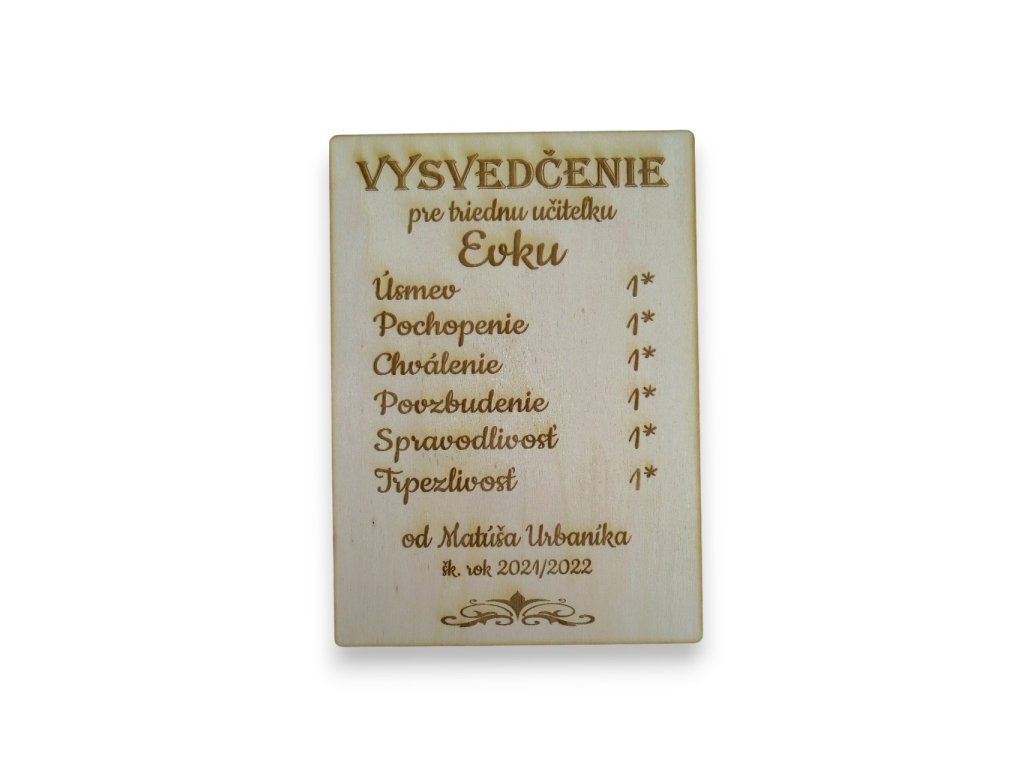 VYSVEDČENIE
pre triednu učiteľku
Evku
Úsmev 1*
Pochopenie 1*
Chválenie 1*
Povzbudenie 1*
Spravodlivosť 1*
Trpezlivosť 1*
od Matúša Urbaníka
šk. rok 2021/2022